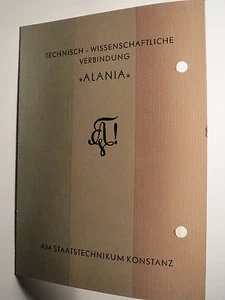 TECHNISCH - WISSENSCHAFTLICHE
VERBINDUNG
»ALANIA«
AM STAATSTECHNIKUM KONSTANZ